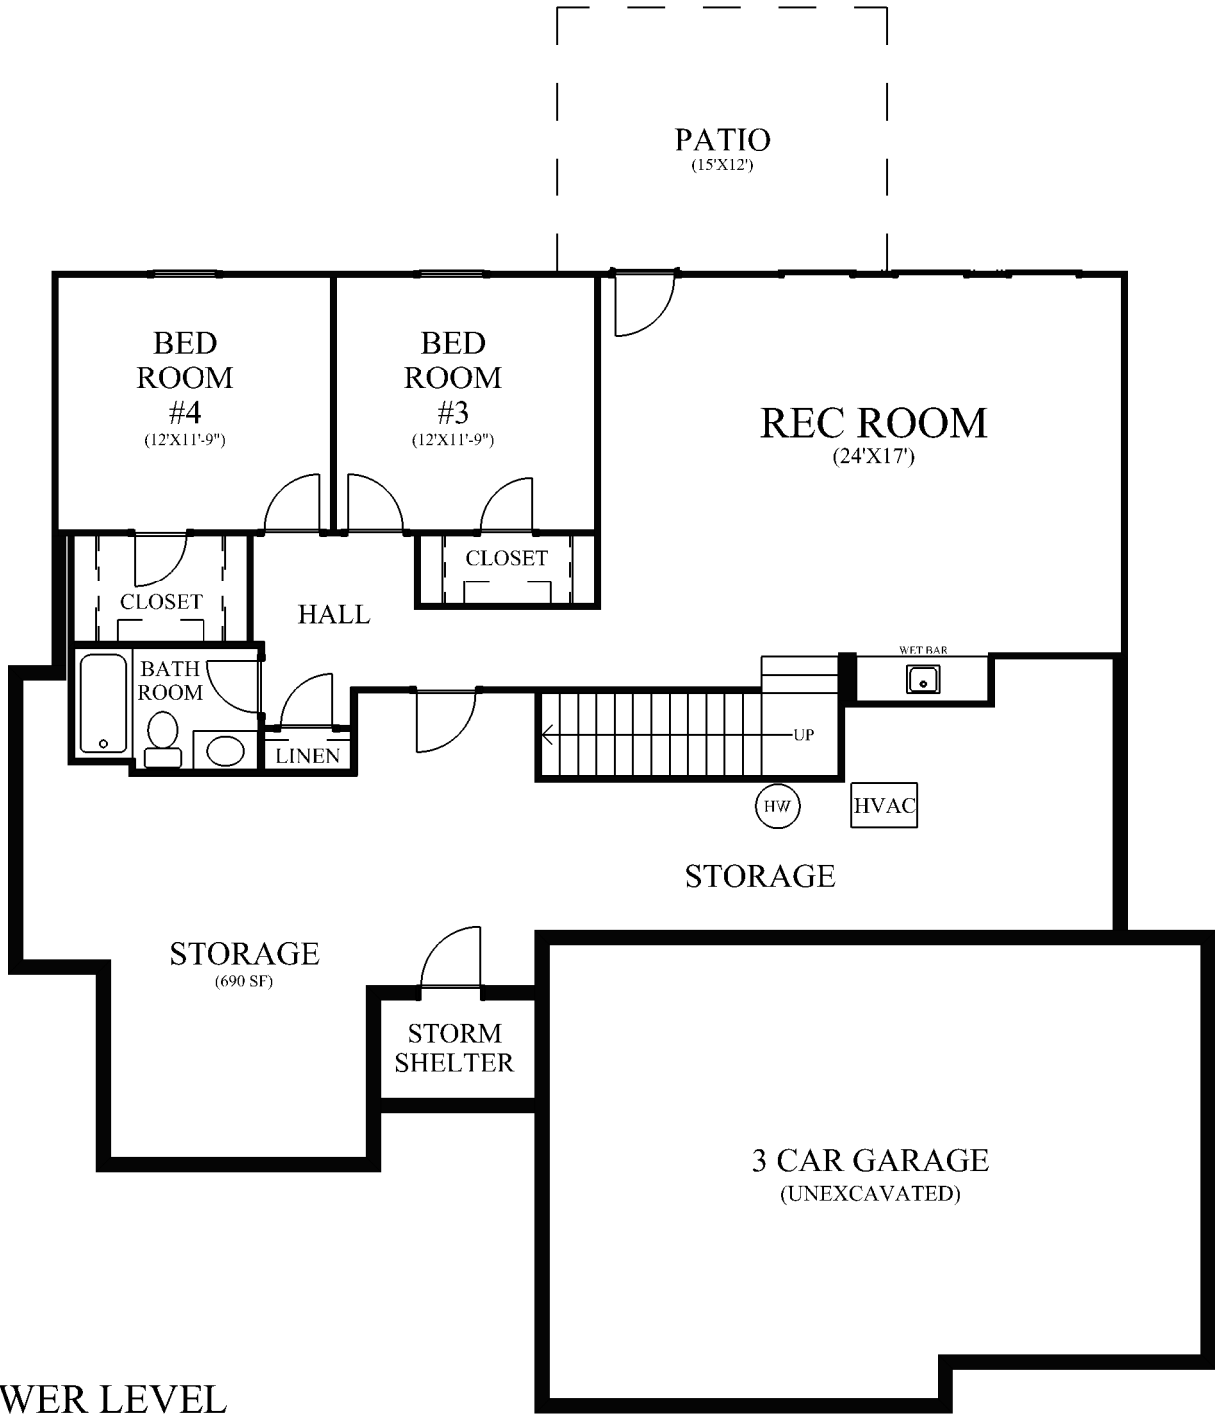 PATIO
(15'X12')
BED
ROOM
#4
(12'X11'-9")
BED
ROOM
#3
(12'X11'-9")
REC ROOM
(24'X17')
CLOSET
CLOSET
HALL
WET BAR
BATH
ROOM
LINEN
UP
HW
HVAC
STORAGE
STORAGE
(690 SF)
STORM
SHELTER
3 CAR GARAGE
(UNEXCAVATED)
WER LEVEL